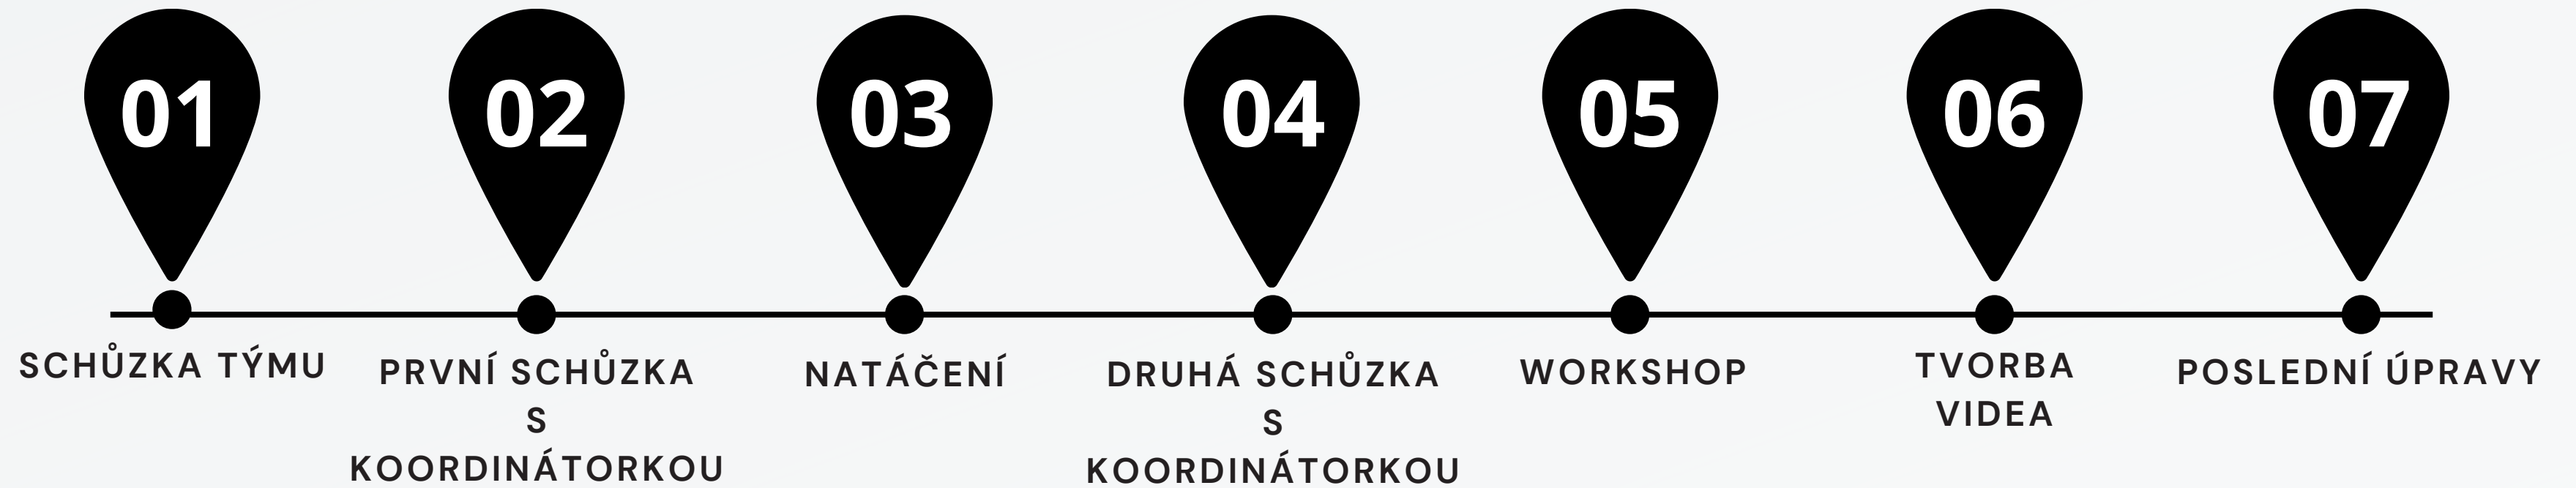 01
02
03
04
05
06
07
SCHŮZKA TÝMU
PRVNÍ SCHŮZKA
S
KOORDINÁTORKOU
NATÁČENÍ
DRUHÁ SCHŮZKA
S
KOORDINÁTORKOU
WORKSHOP
TVORBA
VIDEA
POSLEDNÍ ÚPRAVY